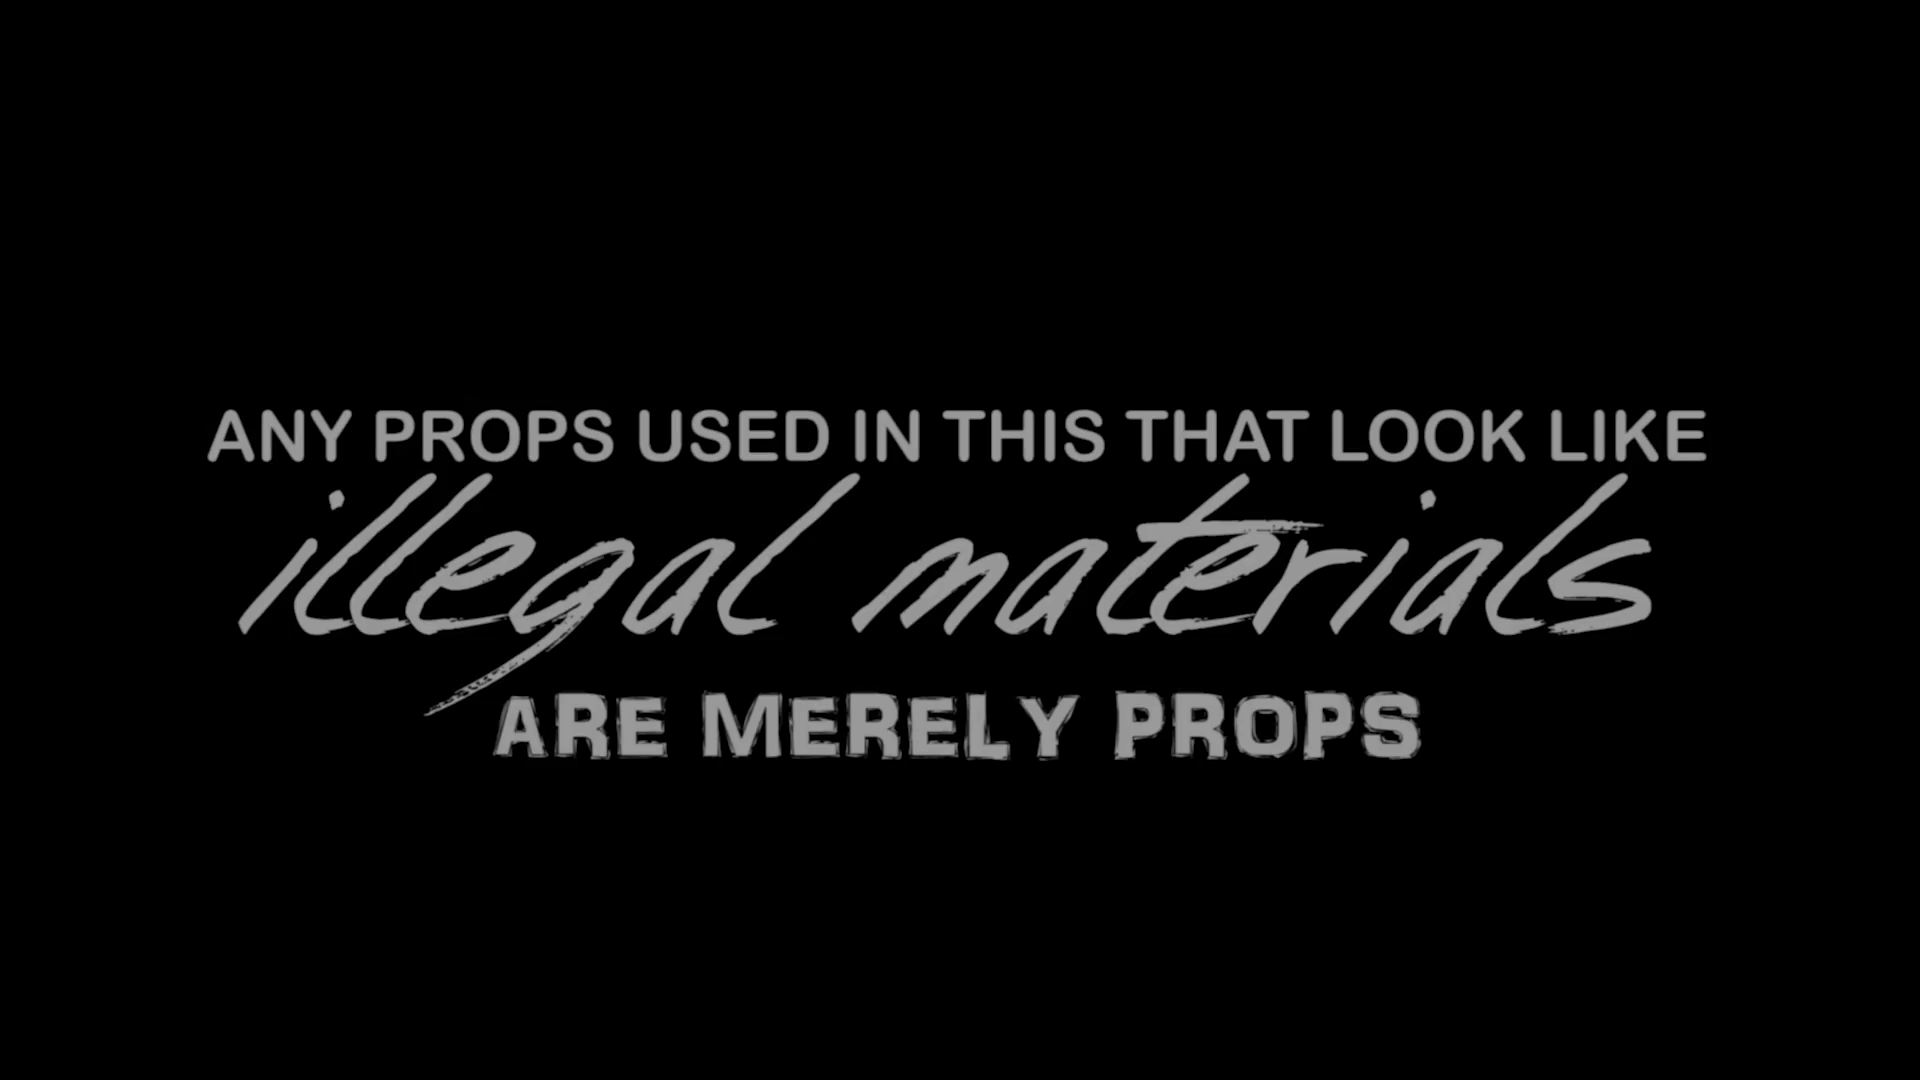 ANY PROPS USED IN THIS THAT LOOK LIKE
illegal materials
ARE MERELY PROPS